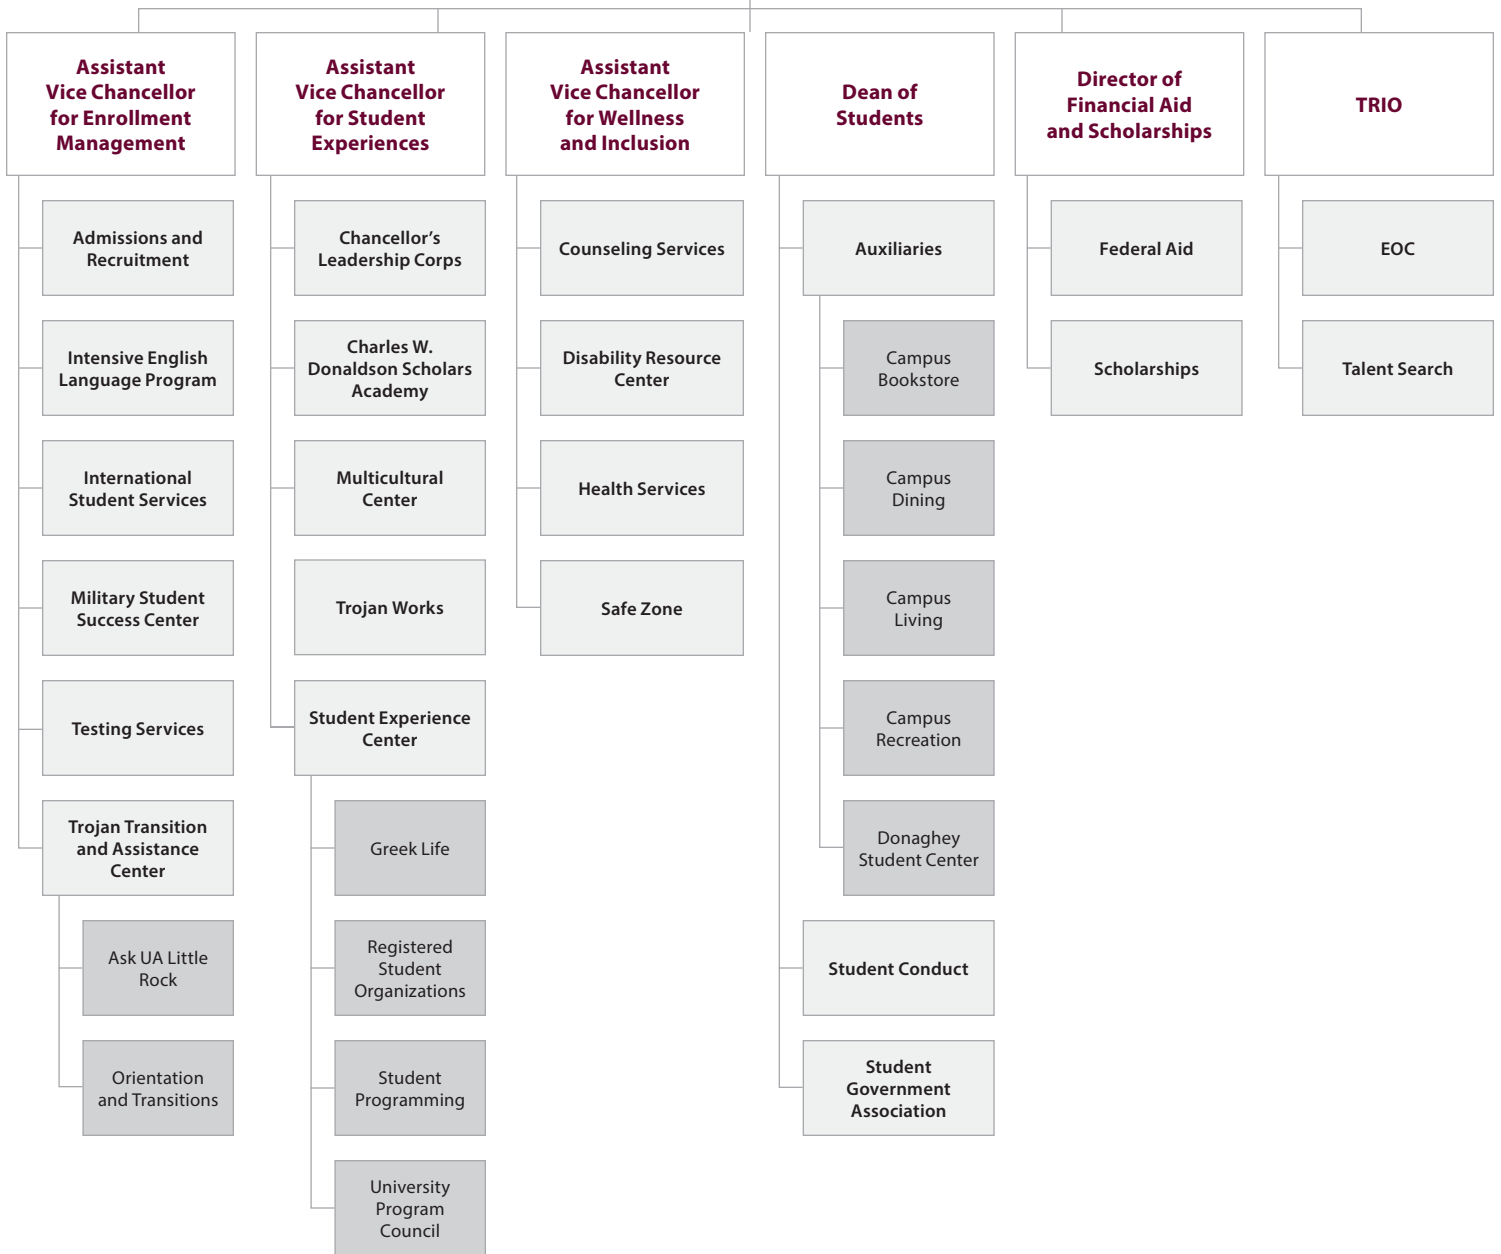 Assistant
Vice Chancellor
for Enrollment
Management
Admissions and
Recruitment
Intensive English
Language Program
International
Student Services
Military Student
Success Center
Testing Services
Trojan Transition
and Assistance
Center
Ask UA Little
Rock
Orientation
and Transitions
Assistant
Vice Chancellor
for Student
Experiences
Chancellor’s
Leadership Corps
Charles W.
Donaldson Scholars
Academy
Multicultural
Center
Trojan Works
Student Experience
Center
Greek Life
Registered
Student
Organizations
Student
Programming
University
Program
Council
Assistant
Vice Chancellor
for Wellness
and Inclusion
Counseling Services
Disability Resource
Center
Health Services
Safe Zone
Dean of
Students
Auxiliaries
Campus
Bookstore
Campus
Dining
Campus
Living
Campus
Recreation
Donaghey
Student Center
Student Conduct
Student
Government
Association
Director of
Financial Aid
and Scholarships
Federal Aid
Scholarships
TRIO
EOC
Talent Search